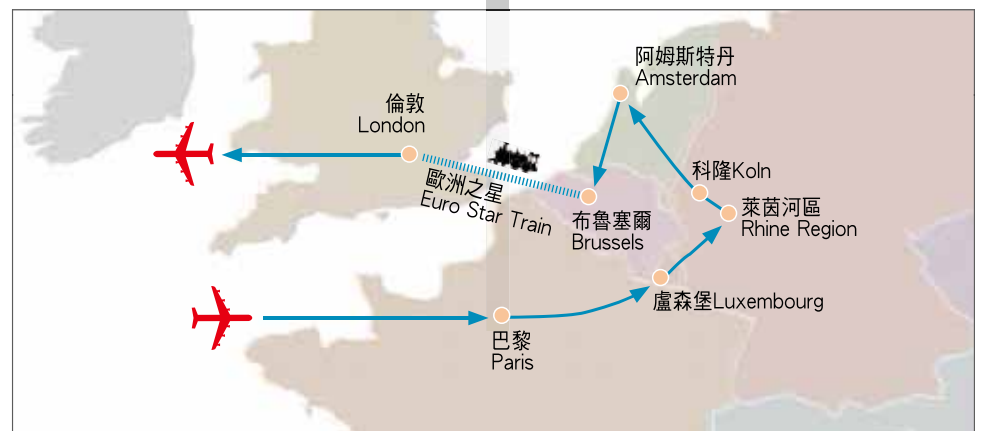 阿姆斯特丹
Amsterdam
倫敦
London
歐洲之星
Euro Star Train
科隆Koln
萊茵河區
Rhine Region
布魯塞爾
Brussels
盧森堡Luxembourg
巴黎
Paris